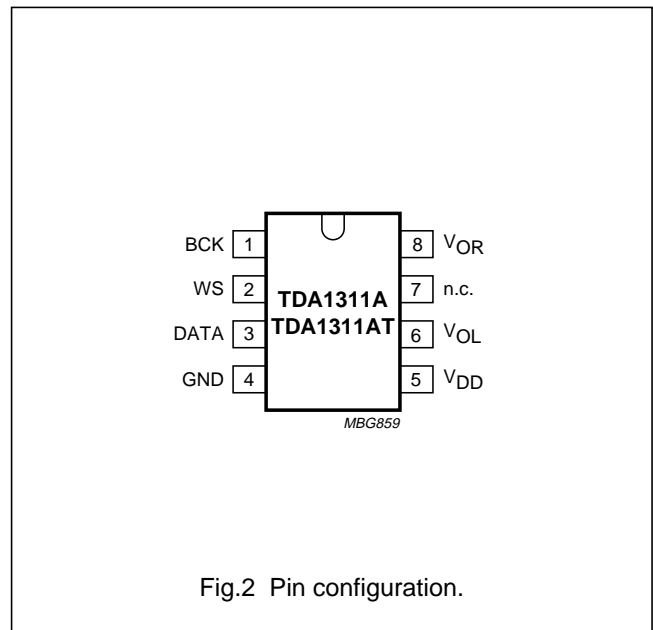 BCK 1 8 VOR
WS 2 7 n.c.
TDA1311A
DATA 3 TDA1311AT 6 VOL
GND 4 5 VDD
MBG859
Fig.2 Pin configuration.